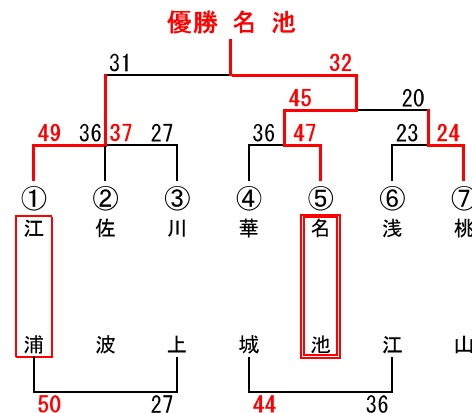 優勝 名 池
31 32
45 20
49 36 37 27 36 47 23 24
① ② ③ ④ ⑤ ⑥ ⑦
江浦
佐波
川上
華城
名池
浅江
桃山
50 27 44 36